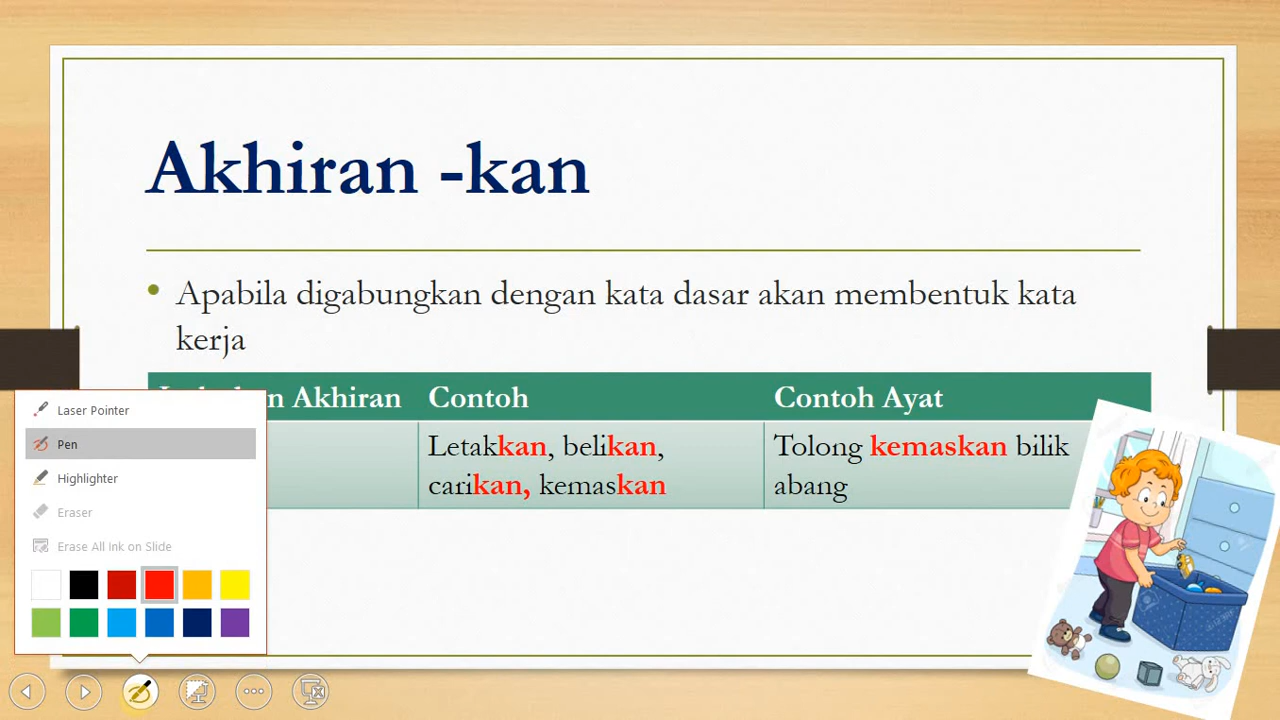 Akhiran -kan
• Apabila digabungkan dengan kata dasar akan membentuk kata
kerja
Akhiran Contoh Contoh Ayat
Letakkan, belikan, Tolong kemaskan bilik
carikan, kemaskan abang
Laser Pointer
Pen
Highlighter
Eraser
Erase All Ink on Slide